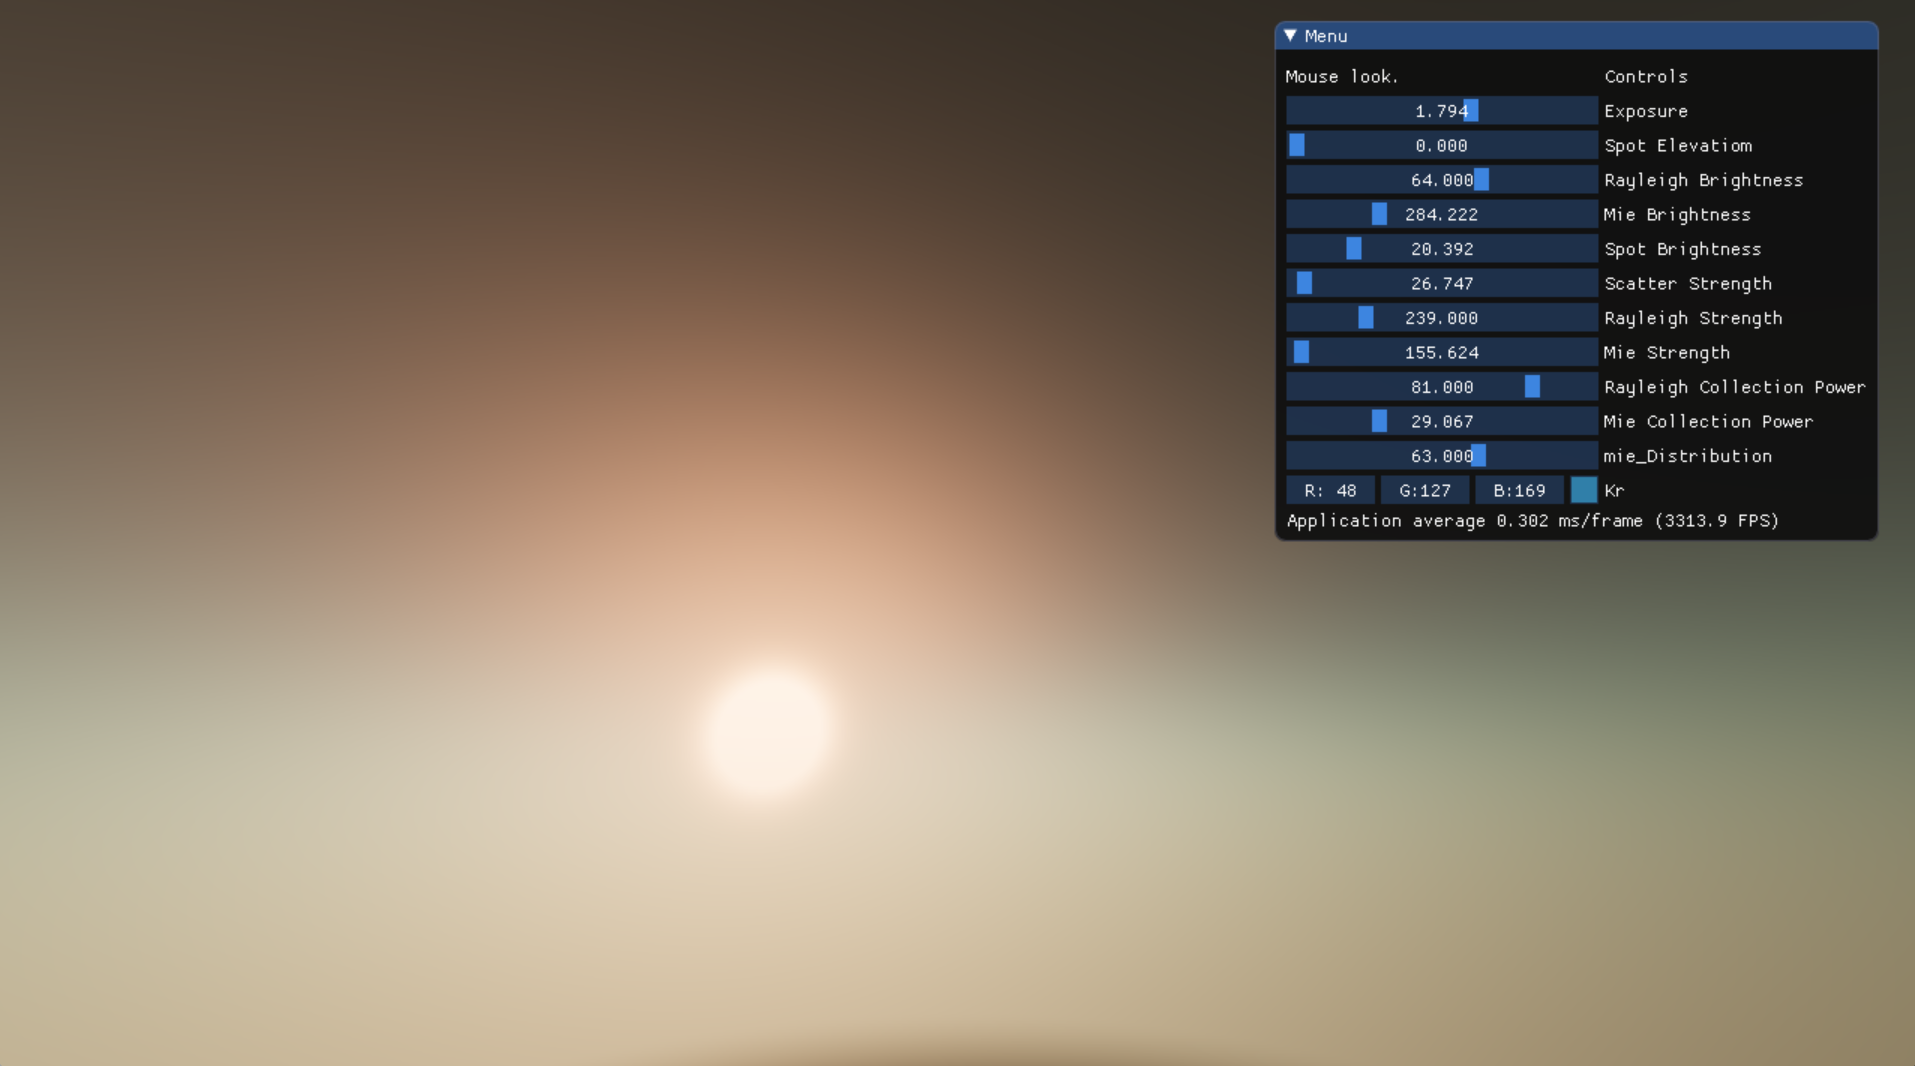 Menu
Mouse look. Controls
1.794 Exposure
0.000 Spot Elevatiom
64.000 Rayleigh Brightness
284.222 Mie Brightness
20.392 Spot Brightness
26.747 Scatter Strength
239.000 Rayleigh Strength
155.624 Mie Strength
81.000 Rayleigh Collection Power
29.067 Mie Collection Power
63.000 mie_Distribution
R: 48 G:127 B:169 Kr
Application average 0.302 ms/frame (3313.9 FPS)